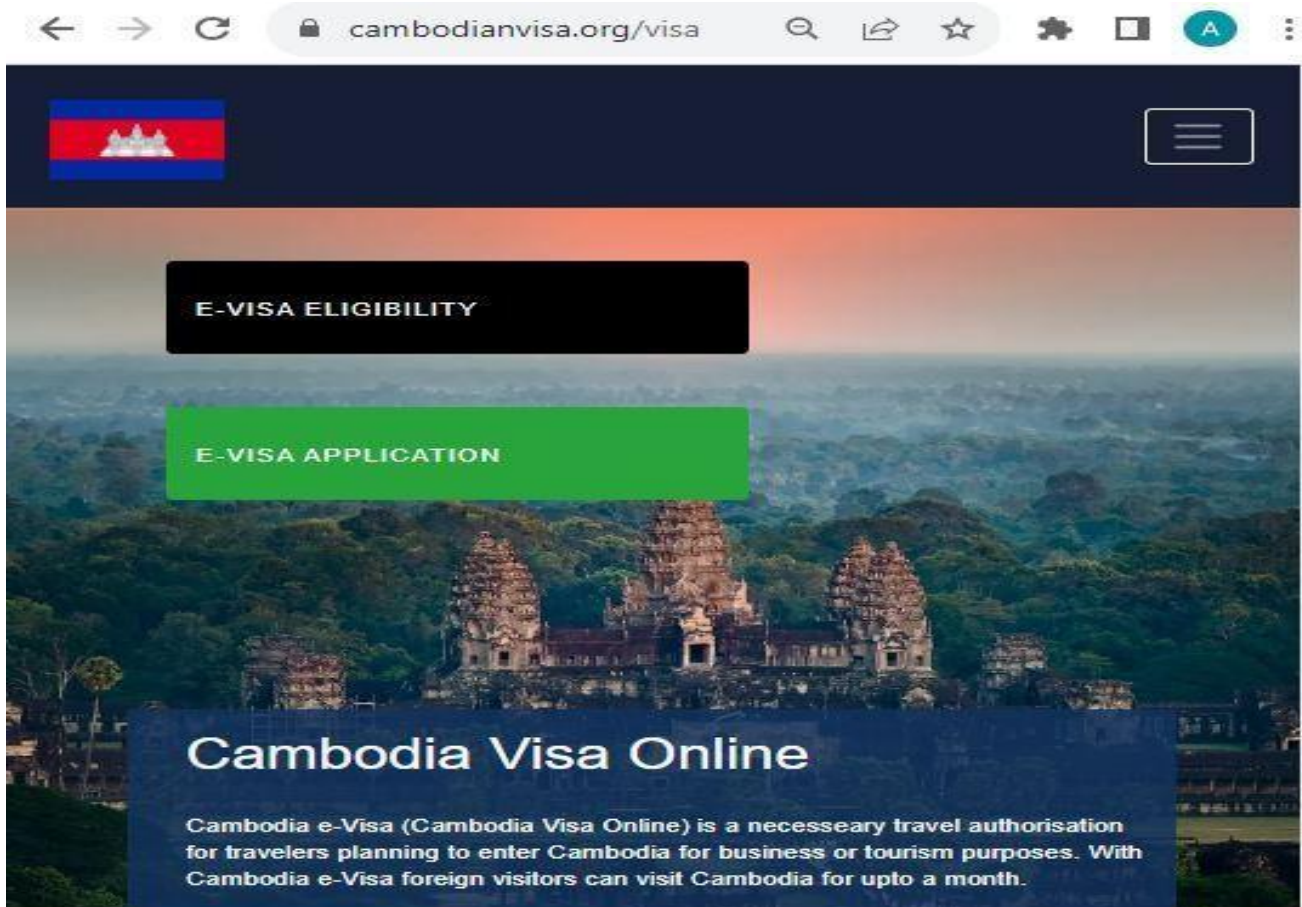 cambodianvisa.org/visa
A
E-VISA ELIGIBILITY
E-VISA APPLICATION
Cambodia Visa Online
Cambodia e-Visa (Cambodia Visa Online) is a necesseary travel authorisation
for travelers planning to enter Cambodia for business or tourism purposes. With
Cambodia e-Visa foreign visitors can visit Cambodia for upto a month.